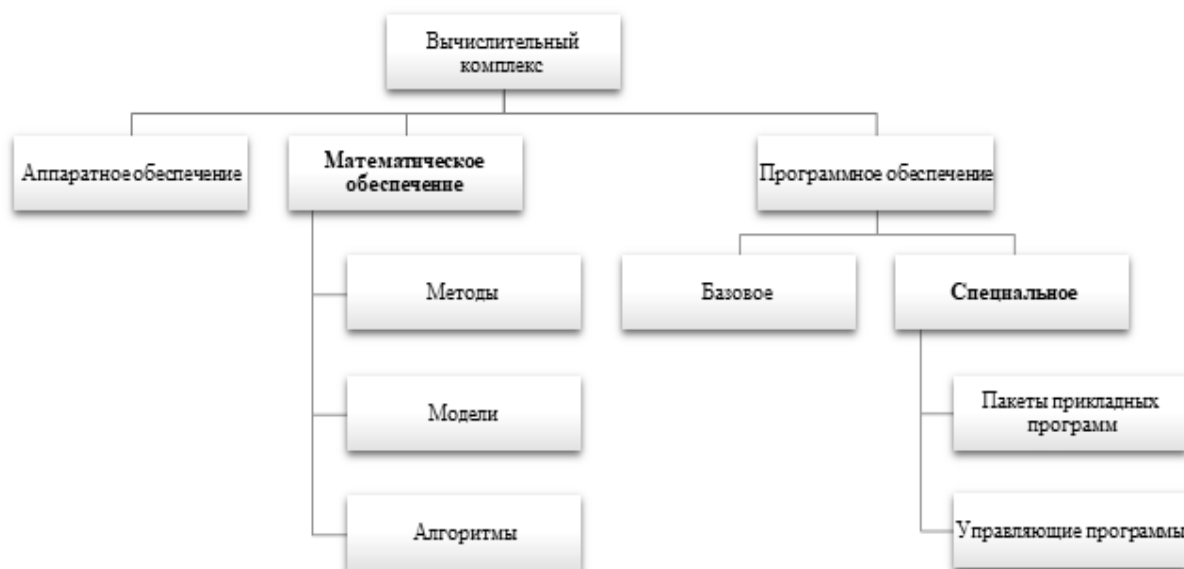 Вычислительный
комплекс
Аппаратное обеспечение
Математическое
обеспечение
Программное обеспечение
Методы
Базовое
Специальное
Модели
Пакеты прикладных
программ
Алгоритмы
Управляющие программы